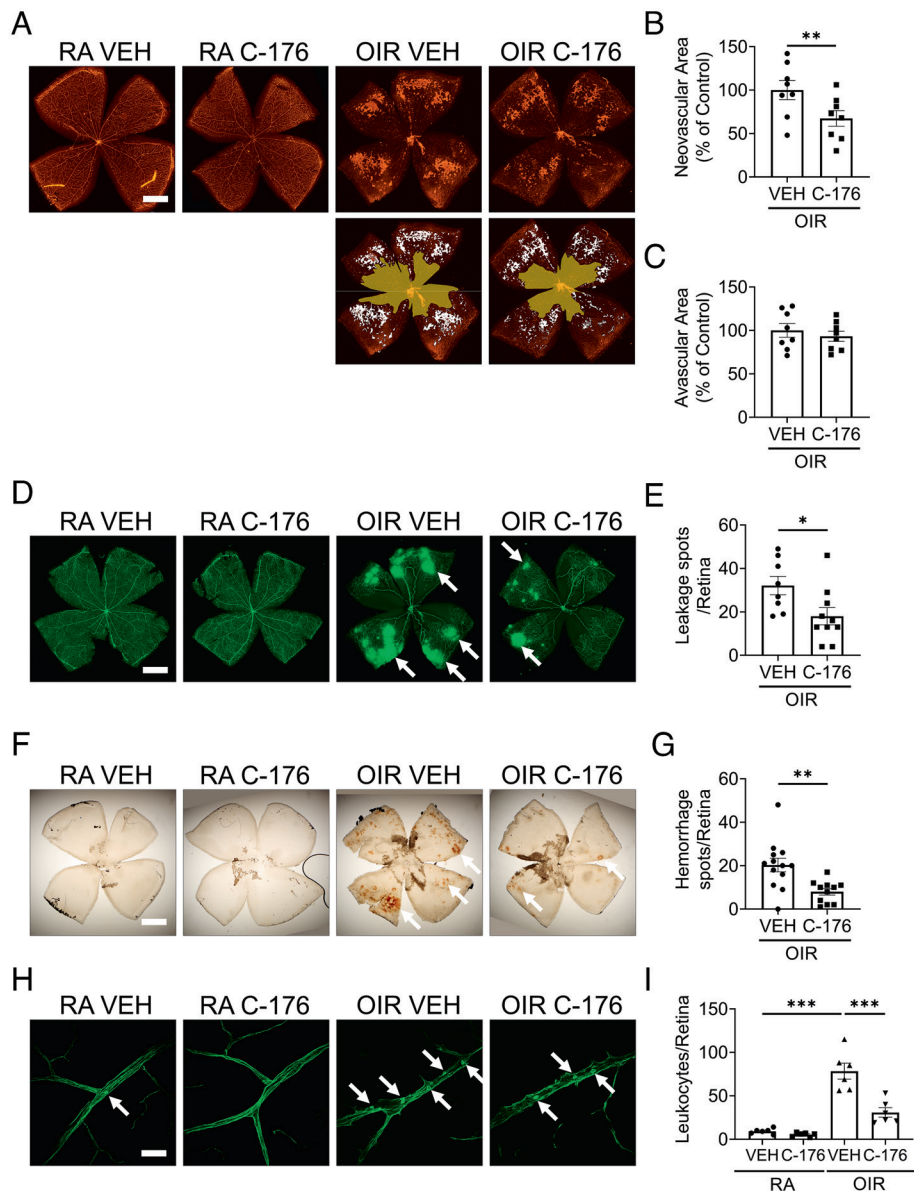 A
RA VEH RA C-176 OIR VEH OIR C-176
B
Neovascular Area
(% of Control)
150
100
50
0
**
VEH C-176
OIR
C
Avascular Area
(% of Control)
150
100
50
0
VEH C-176
OIR
D
RA VEH RA C-176 OIR VEH OIR C-176
E
Leakage spots
/Retina
60
40
20
0
*
VEH C-176
OIR
F
RA VEH RA C-176 OIR VEH OIR C-176
G
Hemorrhage
spots/Retina
60
40
20
0
**
VEH C-176
OIR
H
RA VEH RA C-176 OIR VEH OIR C-176
I
Leukocytes/Retina
150
100
50
0
*** ***
VEH C-176 VEH C-176
RA OIR